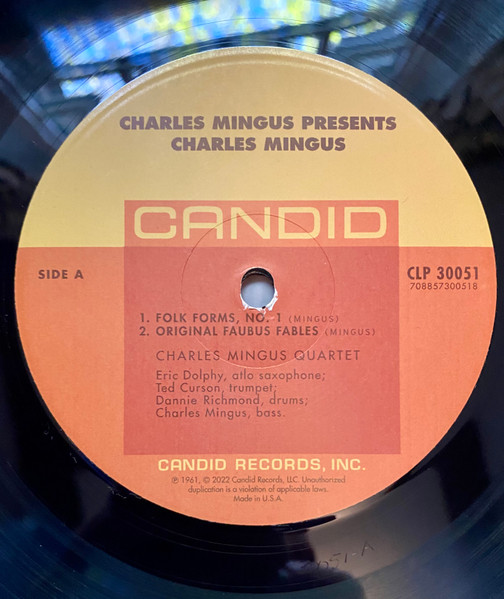 CHARLES MINGUS PRESENTS
CHARLES MINGUS
CANDID
SIDE A
CLP 30051
708857300518
1. FOLK FORMS, NO. 1 (MINGUS)
2. ORIGINAL FAUBUS FABLES (MINGUS)
CHARLES MINGUS QUARTET
Eric Dolphy, atlo saxophone;
Ted Curson, trumpet;
Dannie Richmond, drums;
Charles Mingus, bass.
CANDID RECORDS, INC.
℗ 1961, © 2022 Candid Records, LLC. Unauthorized
duplication is a violation of applicable laws.
Made in U.S.A.